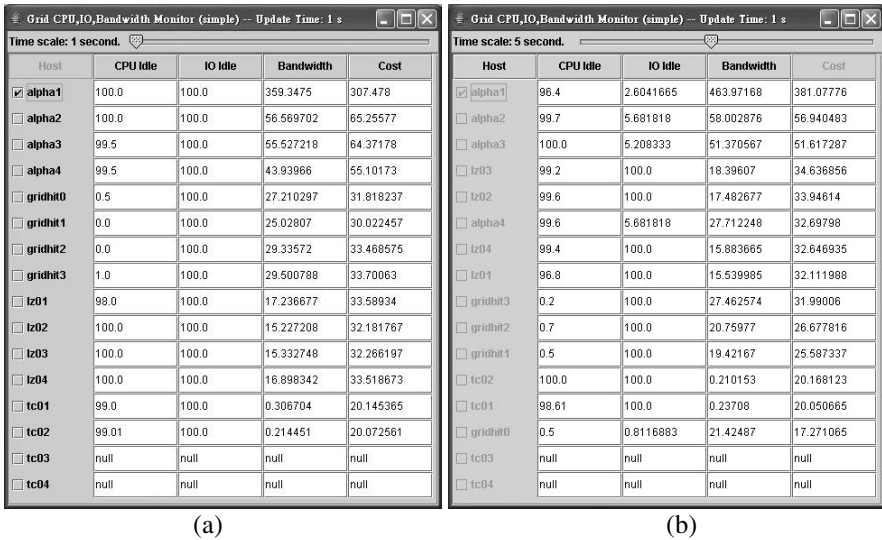 Grid CPU,IO,Bandwidth Monitor (simple) -- Update Time: 1 s
Time scale: 1 second.
Host CPU Idle IO Idle Bandwidth Cost
alpha1 100.0 100.0 359.3475 307.478
alpha2 100.0 100.0 56.569702 65.25577
alpha3 99.5 100.0 55.527218 64.37178
alpha4 99.5 100.0 43.93966 55.10173
gridhit0 0.5 100.0 27.210297 31.818237
gridhit1 0.0 100.0 25.02807 30.022457
gridhit2 0.0 100.0 29.33572 33.468575
gridhit3 1.0 100.0 29.500788 33.70063
lz01 98.0 100.0 17.236677 33.58934
lz02 100.0 100.0 15.227208 32.181767
lz03 100.0 100.0 15.332748 32.266197
lz04 100.0 100.0 16.898342 33.518673
tc01 99.0 100.0 0.306704 20.145365
tc02 99.01 100.0 0.214451 20.072561
tc03 null null null null
tc04 null null null null
(a)
Grid CPU,IO,Bandwidth Monitor (simple) -- Update Time: 1 s
Time scale: 5 second.
Host CPU Idle IO Idle Bandwidth Cost
alpha1 96.4 2.6041665 463.97168 381.07776
alpha2 99.7 5.681818 58.002876 56.940483
alpha3 100.0 5.208333 51.370567 51.617287
lz03 99.2 100.0 18.39607 34.636856
lz02 99.6 100.0 17.482677 33.94614
alpha4 99.6 5.681818 27.712248 32.69798
lz04 99.4 100.0 15.883665 32.646935
lz01 96.8 100.0 15.539985 32.111988
gridhit3 0.2 100.0 27.462574 31.99006
gridhit2 0.7 100.0 20.75977 26.677816
gridhit1 0.5 100.0 19.42167 25.587337
tc02 100.0 100.0 0.210153 20.168123
tc01 98.61 100.0 0.23708 20.050665
gridhit0 0.5 0.8116883 21.42487 17.271065
tc03 null null null null
tc04 null null null null
(b)